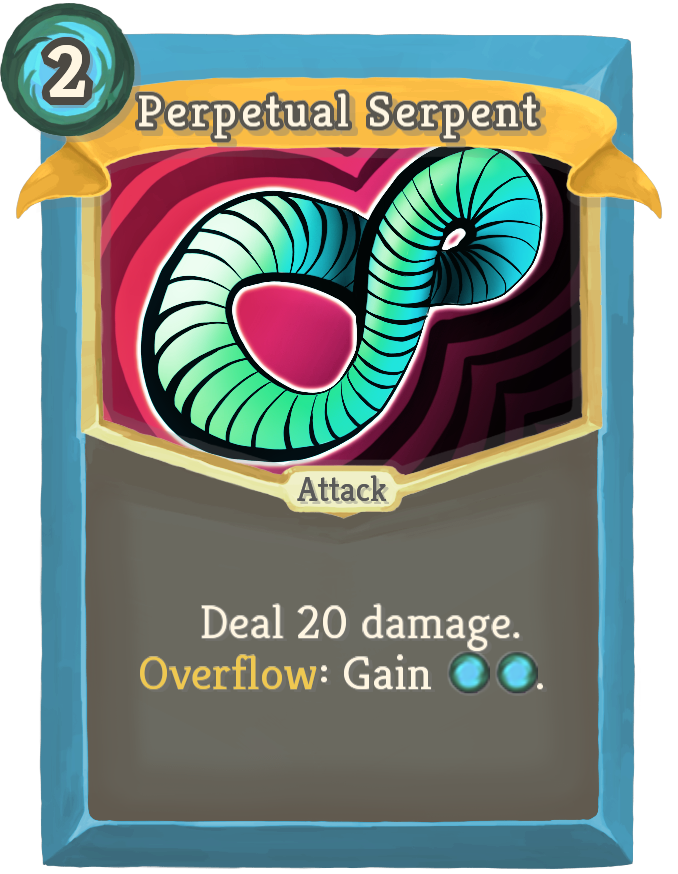 2
Perpetual Serpent
Attack
Deal 20 damage.
Overflow: Gain .